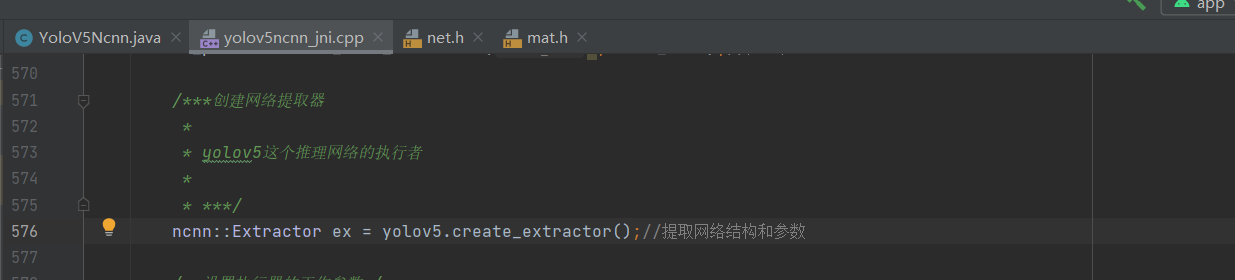 app
YoloV5Ncnn.java
yolov5ncnn_jni.cpp
net.h
mat.h
570
571 /***创建网络提取器
572 *
573 * yolov5这个推理网络的执行者
574 *
575 * ***/
576 ncnn::Extractor ex = yolov5.create_extractor();//提取网络结构和参数
577